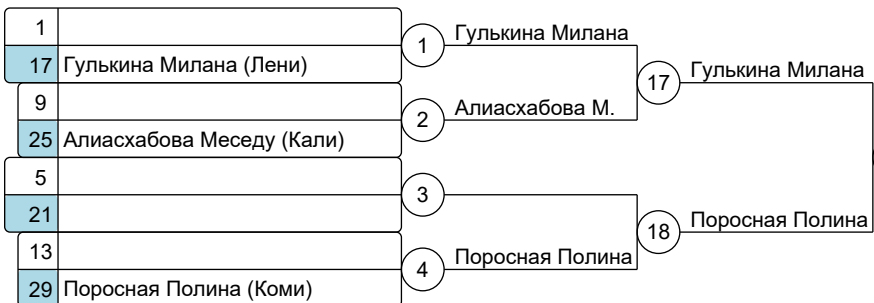 1
17 Гулькина Милана (Лени)
9
25 Алиасхабова Меседу (Кали)
5
21
13
29 Поросная Полина (Коми)
1 Гулькина Милана
2 Алиасхабова М.
3
4 Поросная Полина
17 Гулькина Милана
18 Поросная Полина